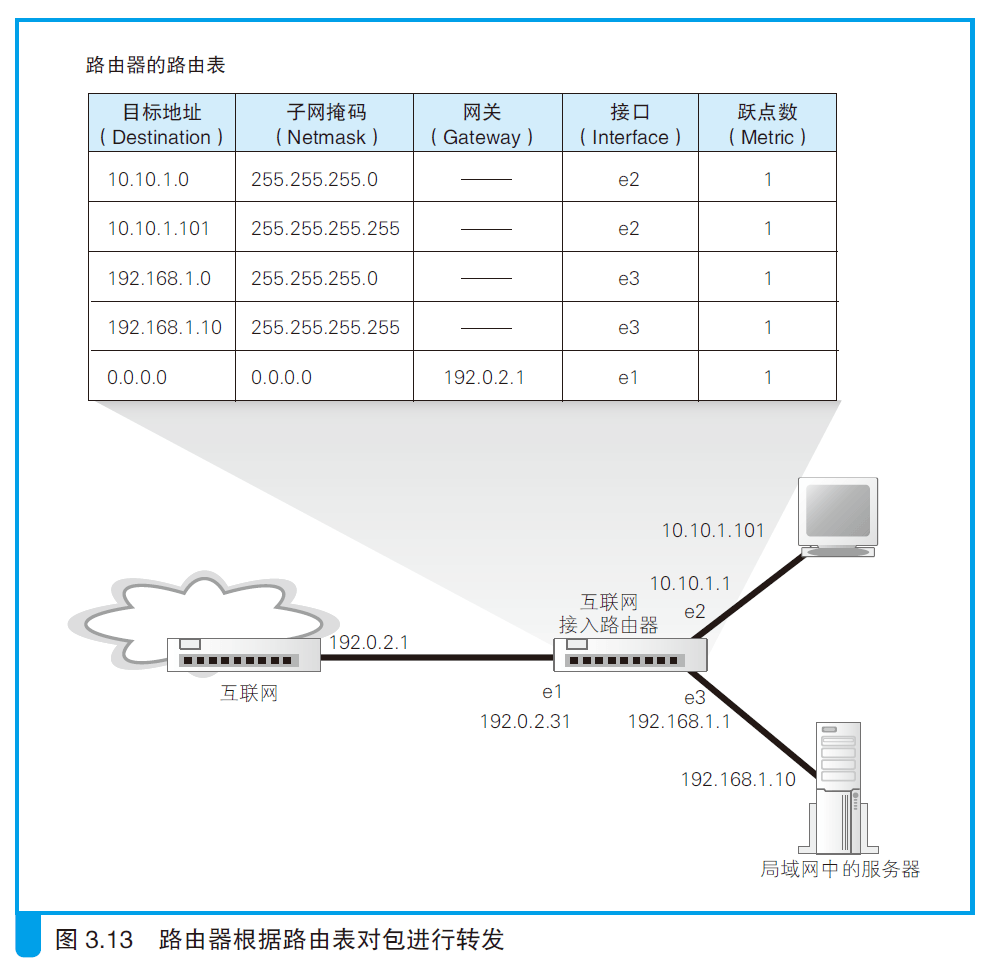 路由器的路由表
目标地址 子网掩码 网关 接口 跃点数
（Destination） （Netmask） （Gateway） （Interface） （Metric）
10.10.1.0 255.255.255.0 —— e2 1
10.10.1.101 255.255.255.255 —— e2 1
192.168.1.0 255.255.255.0 —— e3 1
192.168.1.10 255.255.255.255 —— e3 1
0.0.0.0 0.0.0.0 192.0.2.1 e1 1
10.10.1.101
10.10.1.1
互联网 e2
接入路由器
192.0.2.1
互联网
e1 e3
192.0.2.31 192.168.1.1
192.168.1.10
局域网中的服务器
图 3.13 路由器根据路由表对包进行转发